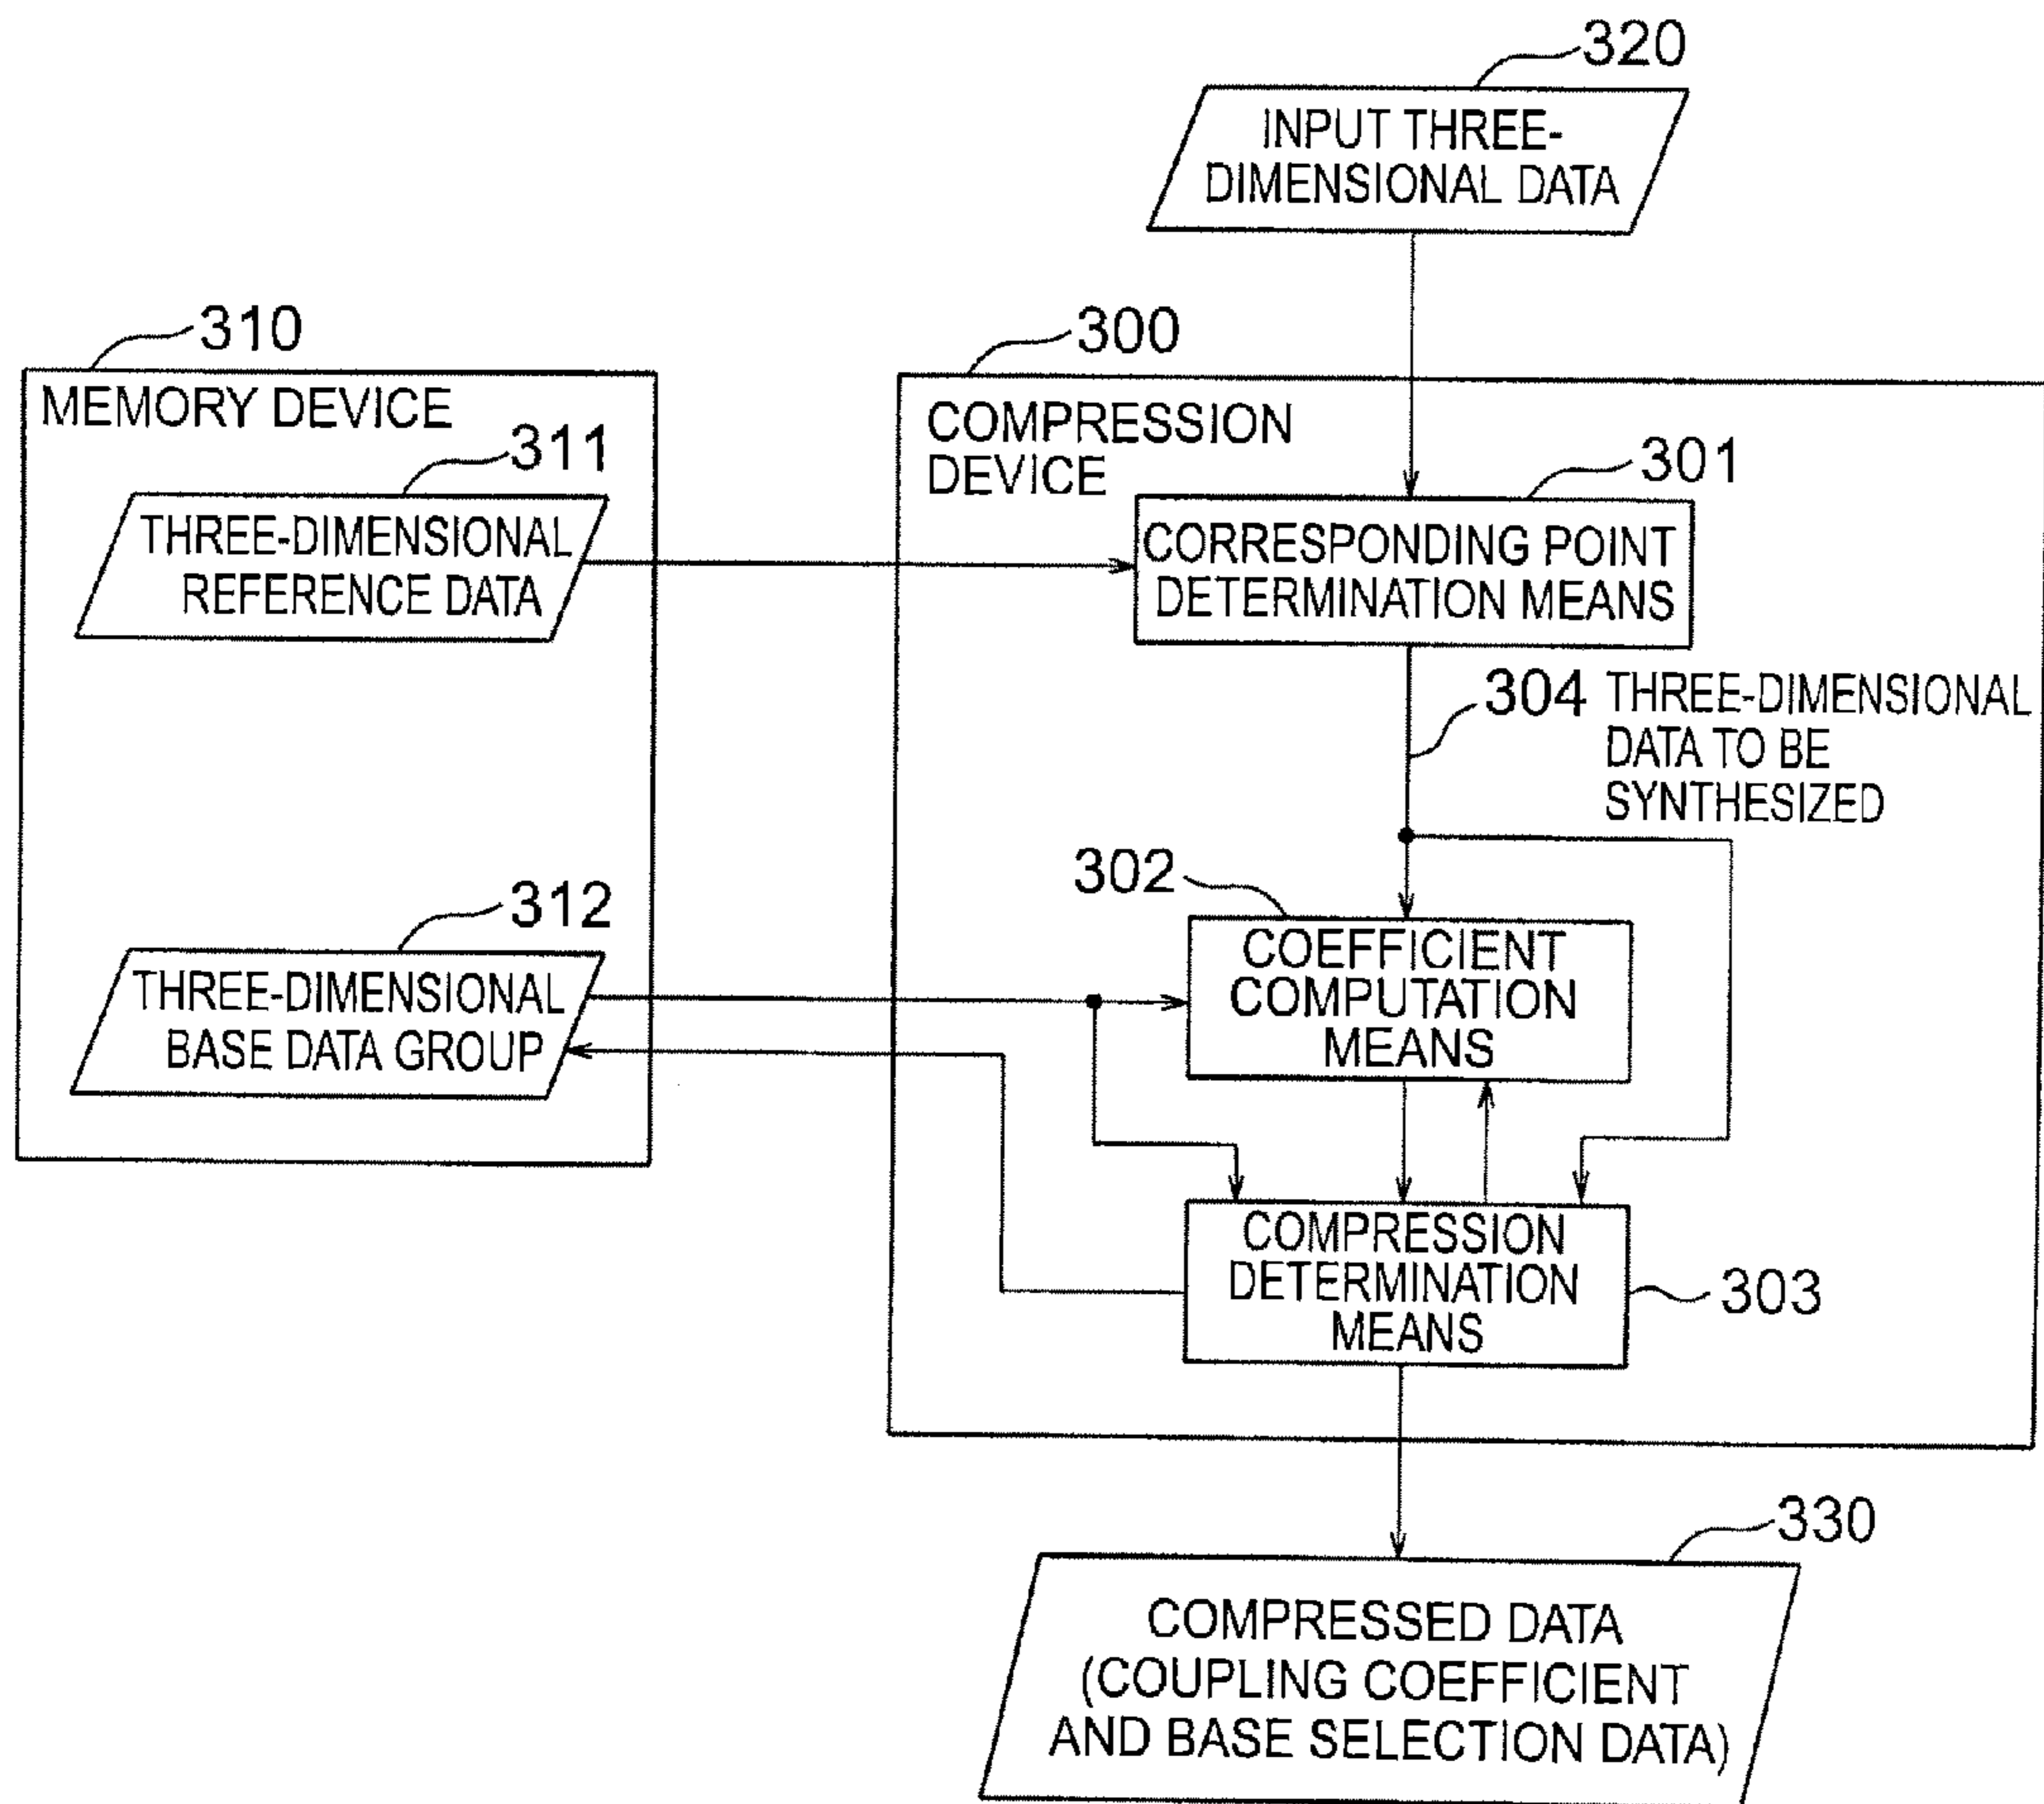 320
INPUT THREE-
DIMENSIONAL DATA
310
MEMORY DEVICE
311
THREE-DIMENSIONAL
REFERENCE DATA
312
THREE-DIMENSIONAL
BASE DATA GROUP
300
COMPRESSION
DEVICE
301
CORRESPONDING POINT
DETERMINATION MEANS
304 THREE-DIMENSIONAL
DATA TO BE
SYNTHESIZED
302
COEFFICIENT
COMPUTATION
MEANS
COMPRESSION
DETERMINATION
MEANS
303
330
COMPRESSED DATA
(COUPLING COEFFICIENT
AND BASE SELECTION DATA)